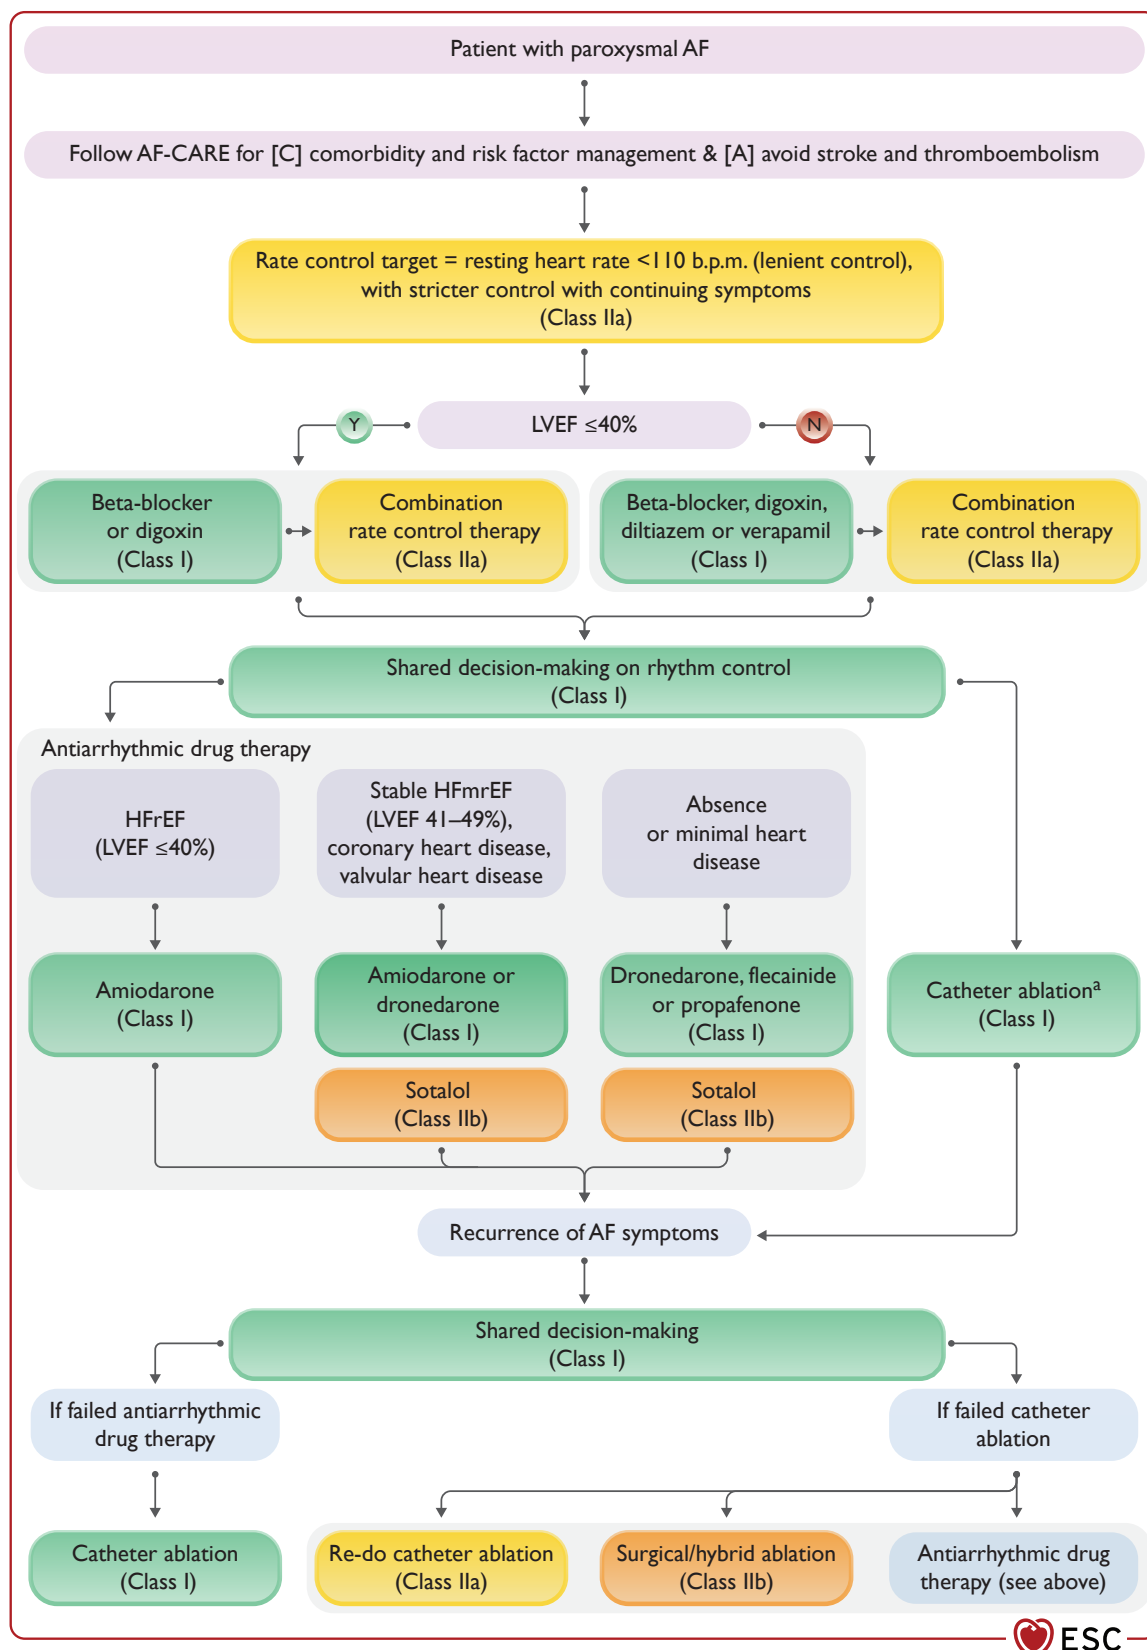 Patient with paroxysmal AF
Follow AF-CARE for [C] comorbidity and risk factor management & [A] avoid stroke and thromboembolism
Rate control target = resting heart rate <110 b.p.m. (lenient control),
with stricter control with continuing symptoms
(Class IIa)
Y
LVEF ≤40%
N
Beta-blocker
or digoxin
(Class I)
Combination
rate control therapy
(Class IIa)
Beta-blocker, digoxin,
diltiazem or verapamil
(Class I)
Combination
rate control therapy
(Class IIa)
Shared decision-making on rhythm control
(Class I)
Antiarrhythmic drug therapy
HFrEF
(LVEF ≤40%)
Stable HFmrEF
(LVEF 41–49%),
coronary heart disease,
valvular heart disease
Absence
or minimal heart
disease
Amiodarone
(Class I)
Amiodarone or
dronedarone
(Class I)
Dronedarone, flecainide
or propafenone
(Class I)
Catheter ablationᵃ
(Class I)
Sotalol
(Class IIb)
Sotalol
(Class IIb)
Recurrence of AF symptoms
Shared decision-making
(Class I)
If failed antiarrhythmic
drug therapy
If failed catheter
ablation
Catheter ablation
(Class I)
Re-do catheter ablation
(Class IIa)
Surgical/hybrid ablation
(Class IIb)
Antiarrhythmic drug
therapy (see above)
ESC